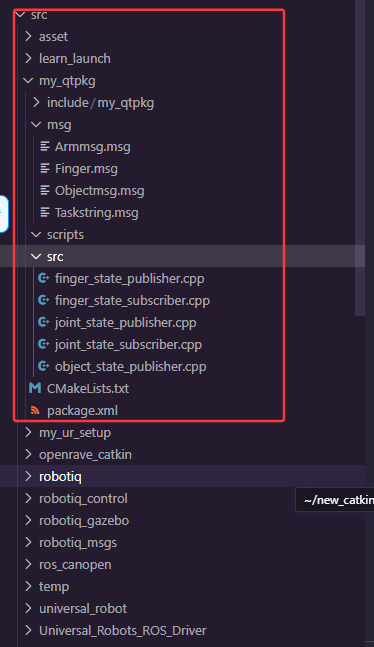 src
asset
learn_launch
my_qtpkg
include/my_qtpkg
msg
Armmsg.msg
Finger.msg
Objectmsg.msg
Taskstring.msg
scripts
src
finger_state_publisher.cpp
finger_state_subscriber.cpp
joint_state_publisher.cpp
joint_state_subscriber.cpp
object_state_publisher.cpp
M CMakeLists.txt
package.xml
my_ur_setup
openrave_catkin
robotiq
robotiq_control
~/new_catkin
robotiq_gazebo
robotiq_msgs
ros_canopen
temp
universal_robot
Universal_Robots_ROS_Driver